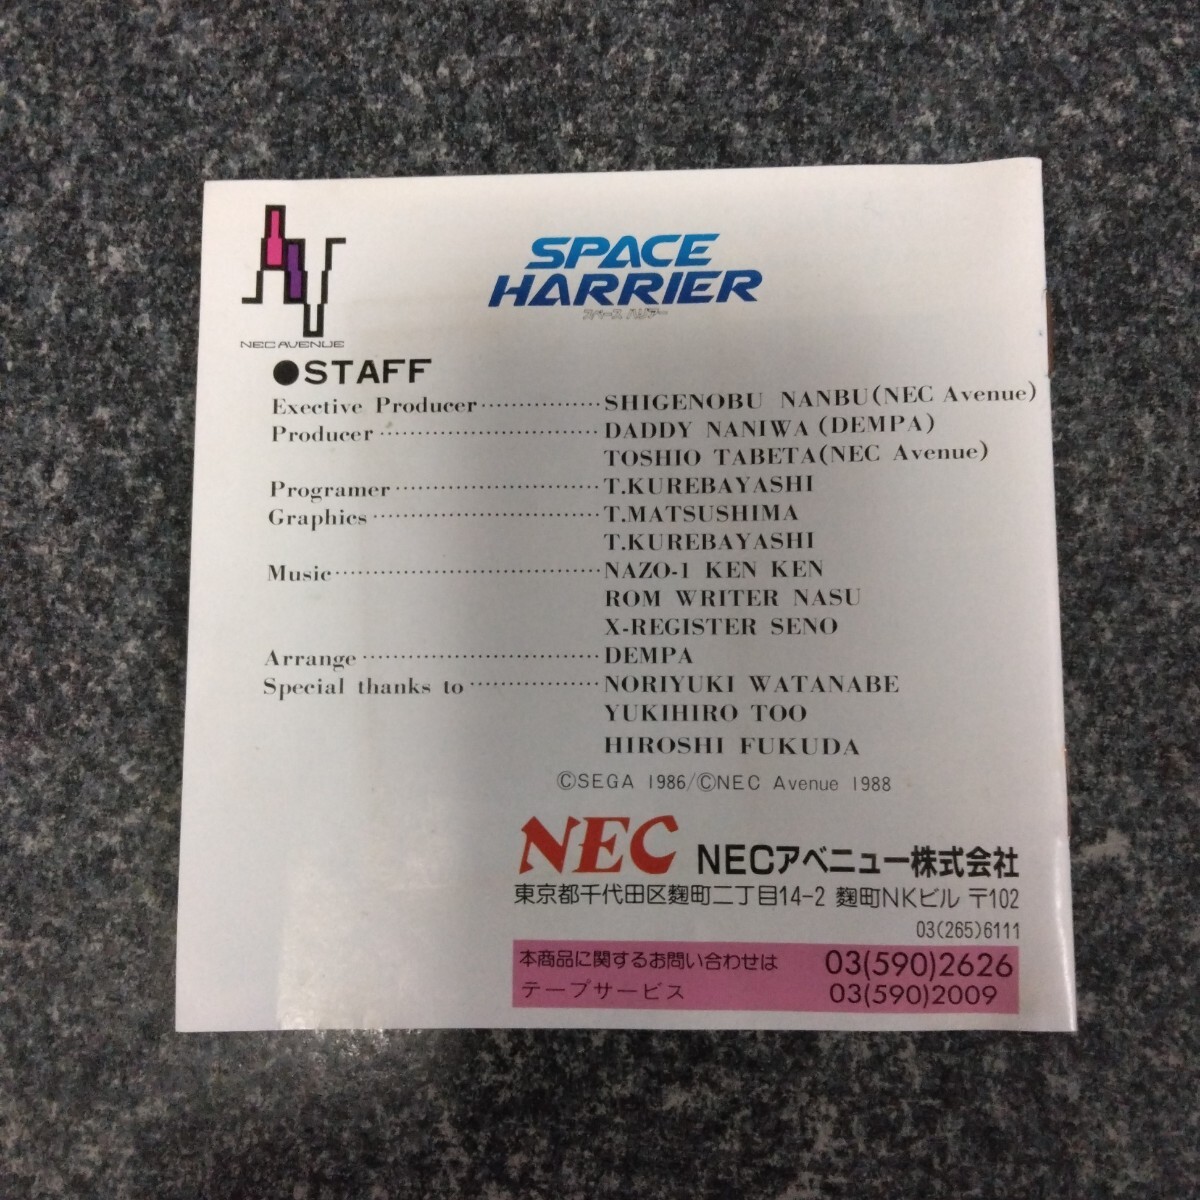 NEC AVENUE
SPACE
HARRIER
スペース ハリアー
●STAFF
Exective Producer……………SHIGENOBU NANBU(NEC Avenue)
Producer……………………DADDY NANIWA (DEMPA)
TOSHIO TABETA(NEC Avenue)
Programer…………………T.KUREBAYASHI
Graphics……………………T.MATSUSHIMA
T.KUREBAYASHI
Music………………………NAZO-1 KEN KEN
ROM WRITER NASU
X-REGISTER SENO
Arrange……………………DEMPA
Special thanks to……………NORIYUKI WATANABE
YUKIHIRO TOO
HIROSHI FUKUDA
©SEGA 1986/©NEC Avenue 1988
NEC NECアベニュー株式会社
東京都千代田区麴町二丁目14-2 麴町NKビル 〒102
03(265)6111
本商品に関するお問い合わせは 03(590)2626
テープサービス 03(590)2009